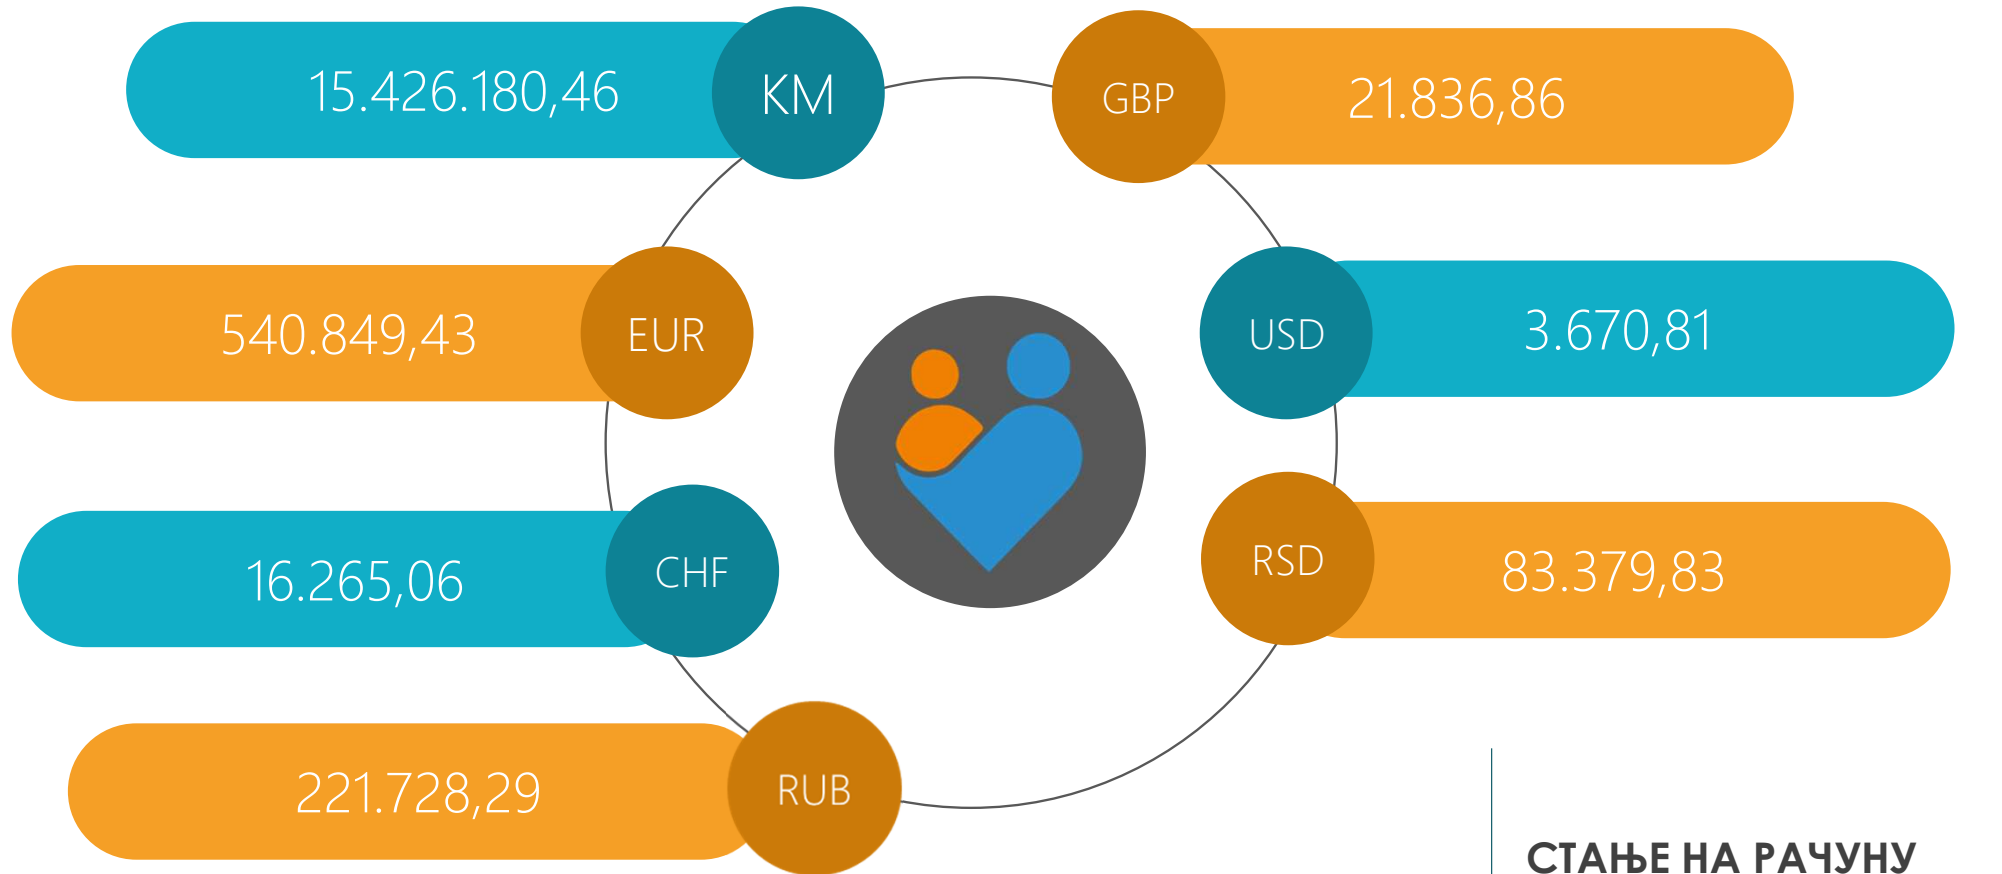 15.426.180,46 KM
GBP 21.836,86
540.849,43 EUR
USD 3.670,81
16.265,06 CHF
RSD 83.379,83
221.728,29 RUB
СТАЊЕ НА РАЧУНУ